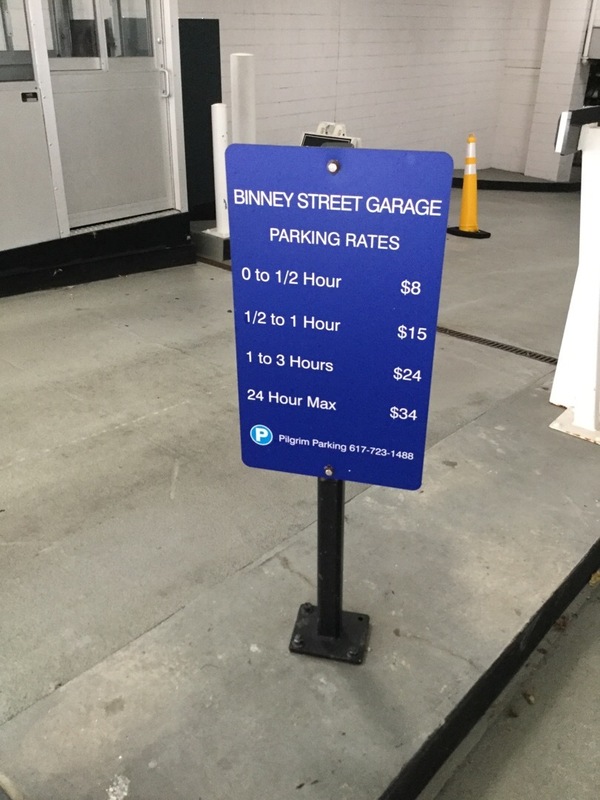 BINNEY STREET GARAGE
PARKING RATES
0 to 1/2 Hour $8
1/2 to 1 Hour $15
1 to 3 Hours $24
24 Hour Max $34
P Pilgrim Parking 617-723-1488